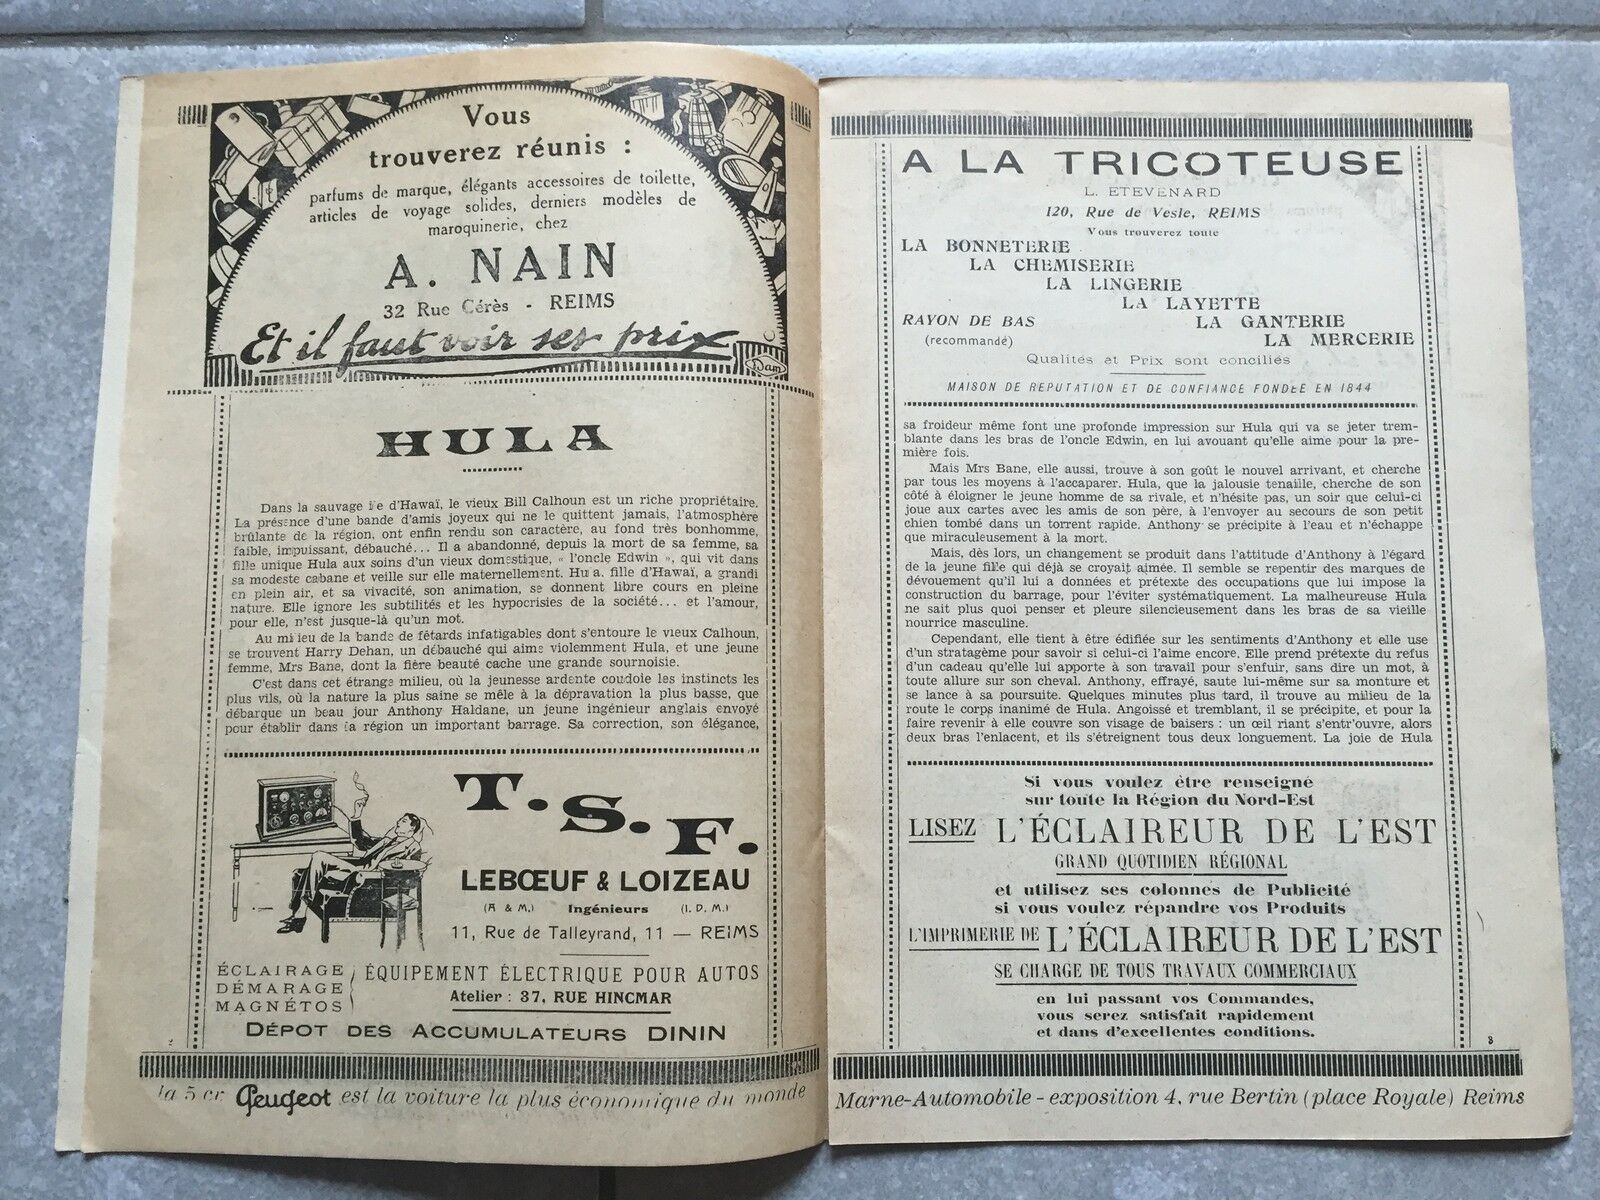 Vous
trouverez réunis :
parfums de marque, élégants accessoires de toilette,
articles de voyage solides, derniers modèles de
maroquinerie, chez
A. NAIN
32 Rue Cérès - REIMS
Et il faut voir ses prix
Dam
HULA
Dans la sauvage île d'Hawaï, le vieux Bill Calhoun est un riche propriétaire.
La présence d'une bande d'amis joyeux qui ne le quittent jamais, l'atmosphère
brûlante de la région, ont enfin rendu son caractère, au fond très bonhomme,
faible, impuissant, débauché... Il a abandonné, depuis la mort de sa femme, sa
fille unique Hula aux soins d'un vieux domestique, « l'oncle Edwin », qui vit dans
sa modeste cabane et veille sur elle maternellement. Hula, fille d'Hawaï, a grandi
en plein air, et sa vivacité, son animation, se donnent libre cours en pleine
nature. Elle ignore les subtilités et les hypocrisies de la société... et l'amour,
pour elle, n'est jusque-là qu'un mot.
Au milieu de la bande de fêtards infatigables dont s'entoure le vieux Calhoun,
se trouvent Harry Dehan, un débauché qui aime violemment Hula, et une jeune
femme, Mrs Bane, dont la fière beauté cache une grande sournoisie.
C'est dans cet étrange milieu, où la jeunesse ardente coudoie les instincts les
plus vils, où la nature la plus saine se mêle à la dépravation la plus basse, que
débarque un beau jour Anthony Haldane, un jeune ingénieur anglais envoyé
pour établir dans la région un important barrage. Sa correction, son élégance,
T. S. F.
LEBŒUF & LOIZEAU
(A & M.) Ingénieurs (I. D. M.)
11, Rue de Talleyrand, 11 — REIMS
ÉCLAIRAGE
DÉMARAGE
MAGNÉTOS
ÉQUIPEMENT ÉLECTRIQUE POUR AUTOS
Atelier : 37, RUE HINCMAR
DÉPOT DES ACCUMULATEURS DININ
la 5 cv Peugeot est la voiture la plus économique du monde
A LA TRICOTEUSE
L. ETEVENARD
120, Rue de Vesle, REIMS
Vous trouverez toute
LA BONNETERIE
LA CHEMISERIE
LA LINGERIE
LA LAYETTE
RAYON DE BAS LA GANTERIE
(recommandé) LA MERCERIE
Qualités et Prix sont conciliés
MAISON DE REPUTATION ET DE CONFIANCE FONDEE EN 1844
sa froideur même font une profonde impression sur Hula qui va se jeter trem-
blante dans les bras de l'oncle Edwin, en lui avouant qu'elle aime pour la pre-
mière fois.
Mais Mrs Bane, elle aussi, trouve à son goût le nouvel arrivant, et cherche
par tous les moyens à l'accaparer. Hula, que la jalousie tenaille, cherche de son
côté à éloigner le jeune homme de sa rivale, et n'hésite pas, un soir que celui-ci
joue aux cartes avec les amis de son père, à l'envoyer au secours de son petit
chien tombé dans un torrent rapide. Anthony se précipite à l'eau et n'échappe
que miraculeusement à la mort.
Mais, dès lors, un changement se produit dans l'attitude d'Anthony à l'égard
de la jeune fille qui déjà se croyait aimée. Il semble se repentir des marques de
dévouement qu'il lui a données et prétexte des occupations que lui impose la
construction du barrage, pour l'éviter systématiquement. La malheureuse Hula
ne sait plus quoi penser et pleure silencieusement dans les bras de sa vieille
nourrice masculine.
Cependant, elle tient à être édifiée sur les sentiments d'Anthony et elle use
d'un stratagème pour savoir si celui-ci l'aime encore. Elle prend prétexte du refus
d'un cadeau qu'elle lui apporte à son travail pour s'enfuir, sans dire un mot, à
toute allure sur son cheval. Anthony, effrayé, saute lui-même sur sa monture et
se lance à sa poursuite. Quelques minutes plus tard, il trouve au milieu de la
route le corps inanimé de Hula. Angoissé et tremblant, il se précipite, et pour la
faire revenir à elle couvre son visage de baisers : un œil riant s'entr'ouvre, alors
deux bras l'enlacent, et ils s'étreignent tous deux longuement. La joie de Hula
Si vous voulez être renseigné
sur toute la Région du Nord-Est
LISEZ L'ÉCLAIREUR DE L'EST
GRAND QUOTIDIEN RÉGIONAL
et utilisez ses colonnes de Publicité
si vous voulez répandre vos Produits
L'IMPRIMERIE DE L'ÉCLAIREUR DE L'EST
SE CHARGE DE TOUS TRAVAUX COMMERCIAUX
en lui passant vos Commandes,
vous serez satisfait rapidement
et dans d'excellentes conditions.
Marne-Automobile - exposition 4, rue Bertin (place Royale) Reims